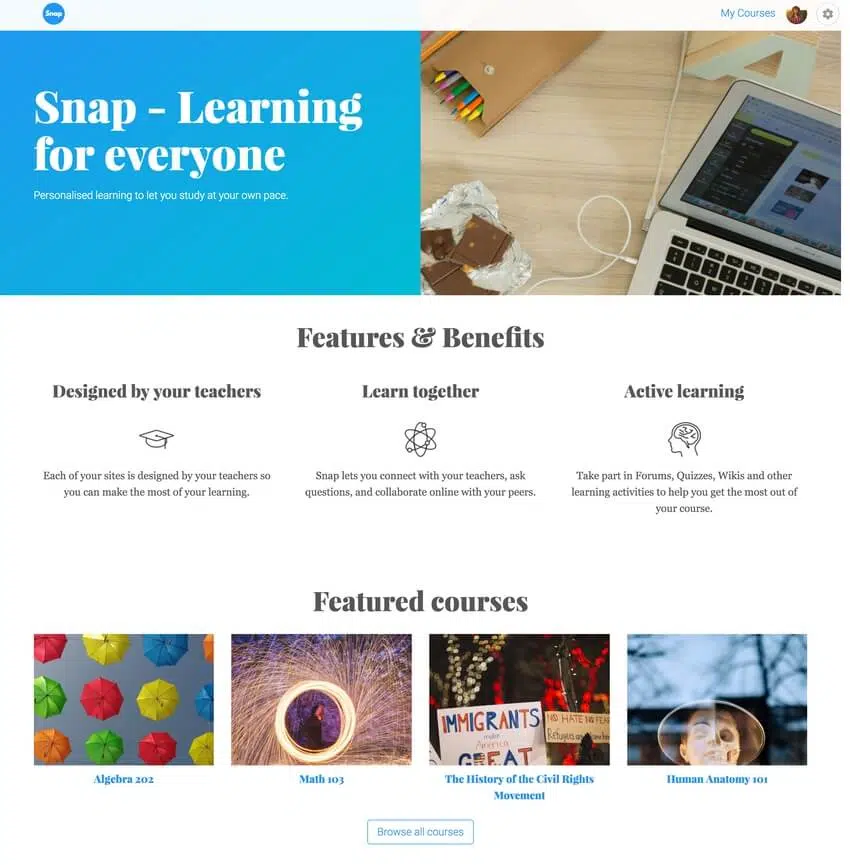 Snap
My Courses
Snap - Learning
for everyone
Personalised learning to let you study at your own pace.
Features & Benefits
Designed by your teachers
Learn together
Active learning
Each of your sites is designed by your teachers so
you can make the most of your learning.
Snap lets you connect with your teachers, ask
questions, and collaborate online with your peers.
Take part in Forums, Quizzes, Wikis and other
learning activities to help you get the most out of
your course.
Featured courses
IMMIGRANTS
make
America
GREAT
NO HATE NO FEAR
Algebra 202
Math 103
The History of the Civil Rights
Movement
Human Anatomy 101
Browse all courses